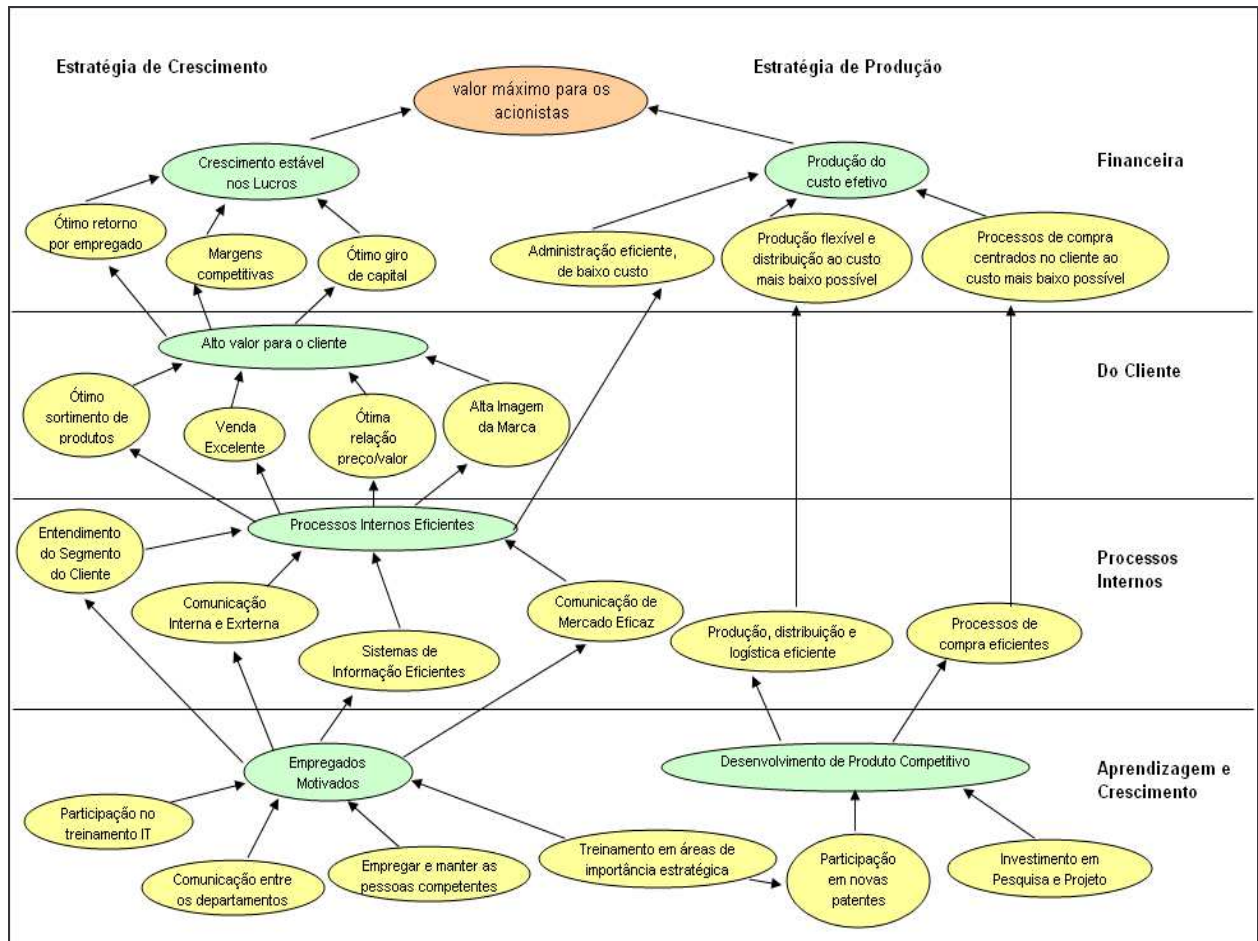 Estratégia de Crescimento
Estratégia de Produção
valor máximo para os
acionistas
Financeira
Crescimento estável
nos Lucros
Produção do
custo efetivo
Ótimo retorno
por empregado
Margens
competitivas
Ótimo giro
de capital
Administração eficiente,
de baixo custo
Produção flexível e
distribuição ao custo
mais baixo possível
Processos de compra
centrados no cliente ao
custo mais baixo possível
Alto valor para o cliente
Do Cliente
Ótimo
sortimento de
produtos
Venda
Excelente
Ótima
relação
preço/valor
Alta Imagem
da Marca
Processos Internos Eficientes
Processos
Internos
Entendimento
do Segmento
do Cliente
Comunicação
Interna e Exrterna
Sistemas de
Informação Eficientes
Comunicação de
Mercado Eficaz
Produção, distribuição e
logística eficiente
Processos de
compra eficientes
Empregados
Motivados
Desenvolvimento de Produto Competitivo
Aprendizagem e
Crescimento
Participação no
treinamento IT
Comunicação entre
os departamentos
Empregar e manter as
pessoas competentes
Treinamento em áreas de
importância estratégica
Participação
em novas
patentes
Investimento em
Pesquisa e Projeto